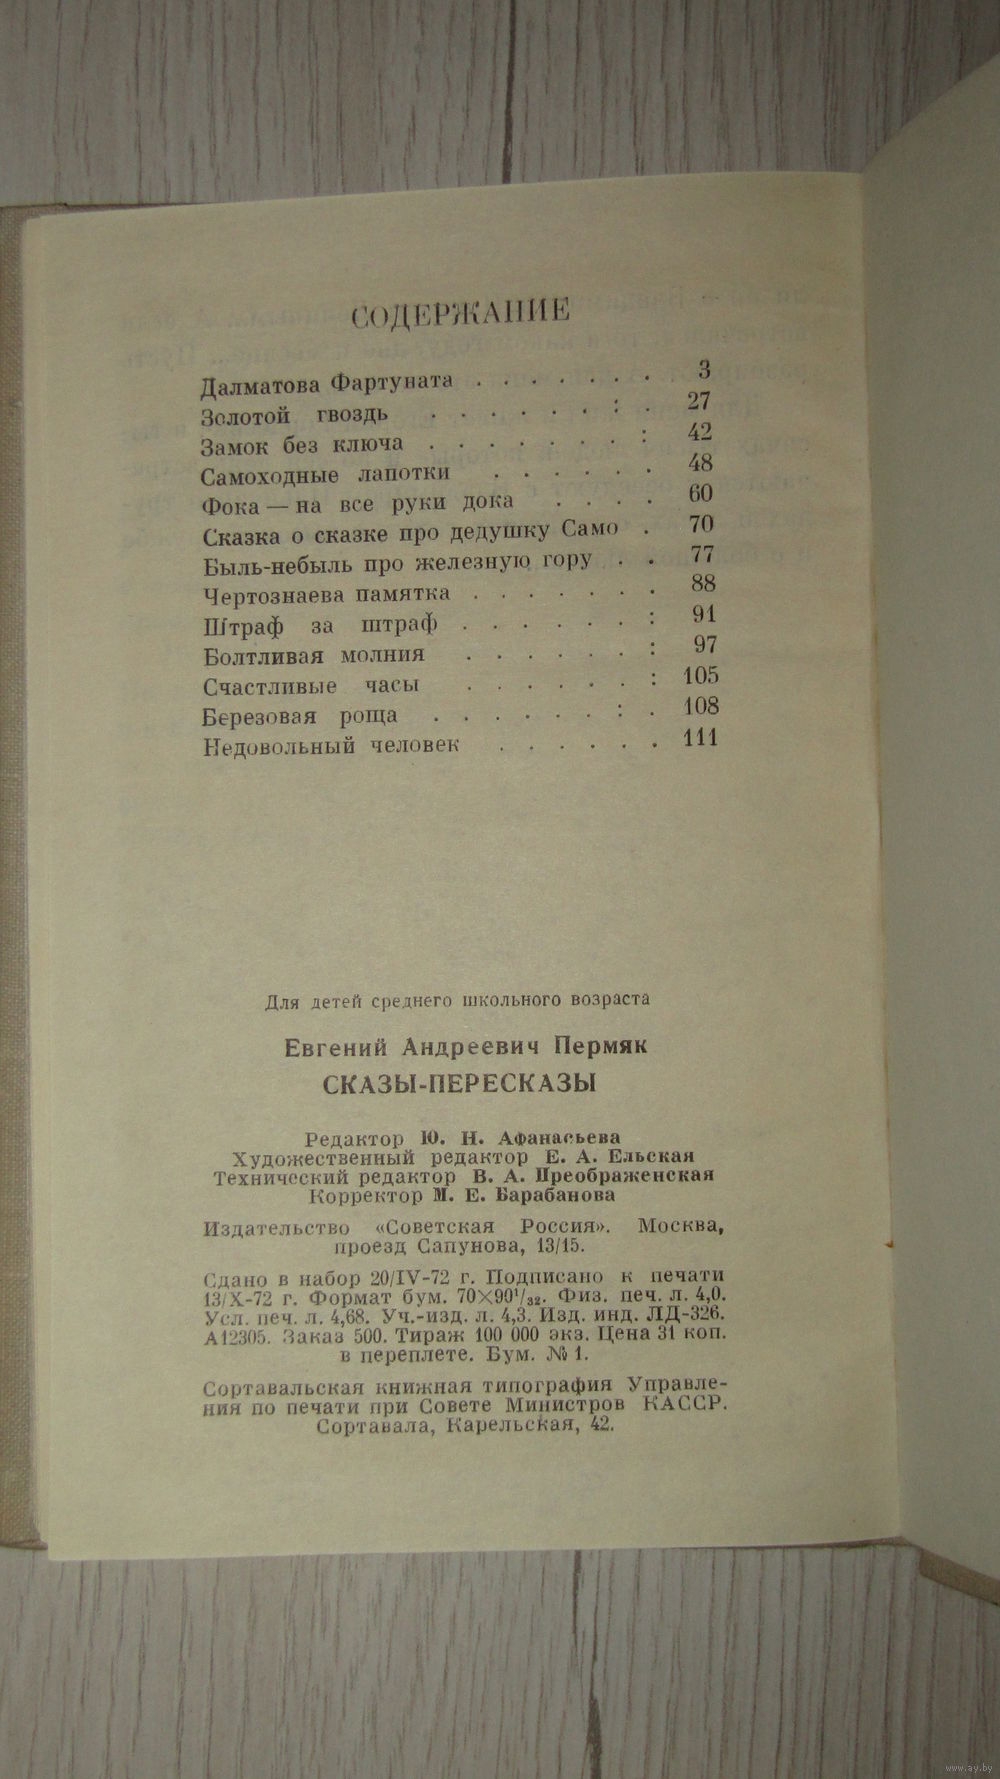 СОДЕРЖАНИЕ
Далматова Фартуната . . . . . . . 3
Золотой гвоздь . . . . . . : . 27
Замок без ключа . . . . . . . : 42
Самоходные лапотки . . . . . . 48
Фока — на все руки дока . . . . 60
Сказка о сказке про дедушку Само . 70
Быль-небыль про железную гору . . 77
Чертознаева памятка . . . . . . . 88
Штраф за штраф . . . . . . : 91
Болтливая молния . . . . . . : 97
Счастливые часы . . . . . . : 105
Березовая роща . . . . . . : . 108
Недовольный человек . . . . . . 111
Для детей среднего школьного возраста
Евгений Андреевич Пермяк
СКАЗЫ-ПЕРЕСКАЗЫ
Редактор Ю. Н. Афанасьева
Художественный редактор Е. А. Ельская
Технический редактор В. А. Преображенская
Корректор М. Е. Барабанова
Издательство «Советская Россия». Москва,
проезд Сапунова, 13/15.
Сдано в набор 20/IV-72 г. Подписано к печати
13/X-72 г. Формат бум. 70×90¹/₃₂. Физ. печ. л. 4,0.
Усл. печ. л. 4,68. Уч.-изд. л. 4,3. Изд. инд. ЛД-326.
А12305. Заказ 500. Тираж 100 000 экз. Цена 31 коп.
в переплете. Бум. № 1.
Сортавальская книжная типография Управле-
ния по печати при Совете Министров КАССР.
Сортавала, Карельская, 42.
www.ay.by